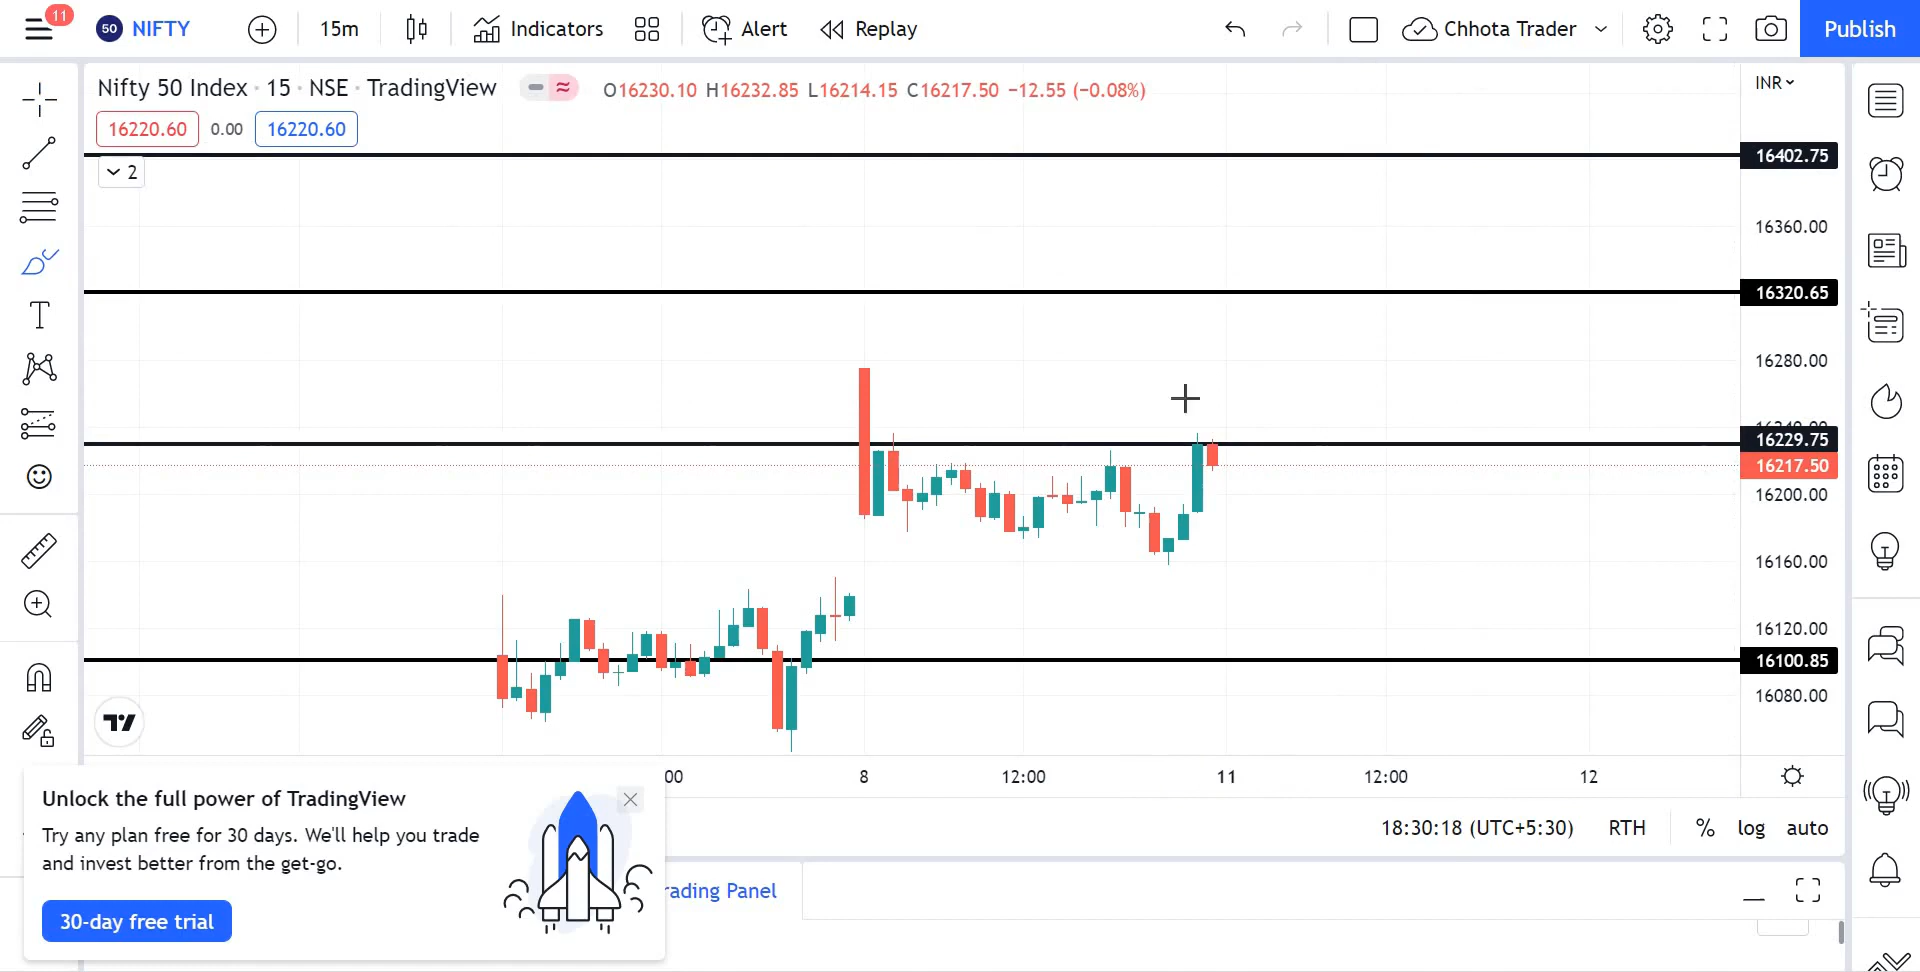 11
50 NIFTY
15m
Indicators
Alert
Replay
Chhota Trader
Publish
Nifty 50 Index · 15 · NSE · TradingView
O16230.10 H16232.85 L16214.15 C16217.50 −12.55 (−0.08%)
INR
16220.60 0.00 16220.60
2
16402.75
16360.00
16320.65
16280.00
16229.75
16217.50
16200.00
16160.00
16120.00
16100.85
16080.00
8 12:00 11 12:00 12
Unlock the full power of TradingView
Try any plan free for 30 days. We'll help you trade
and invest better from the get-go.
30-day free trial
18:30:18 (UTC+5:30) RTH % log auto
rading Panel